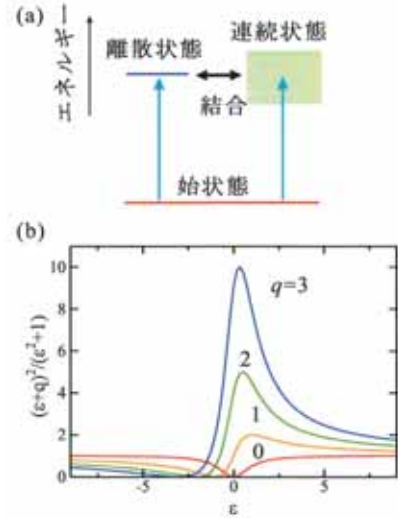 (a)
エネルギー
離散状態
連続状態
結合
始状態
(b)
(ε+q)²/(ε²+1)
10
8
6
4
2
0
q=3
2
1
0
-5
0
5
ε